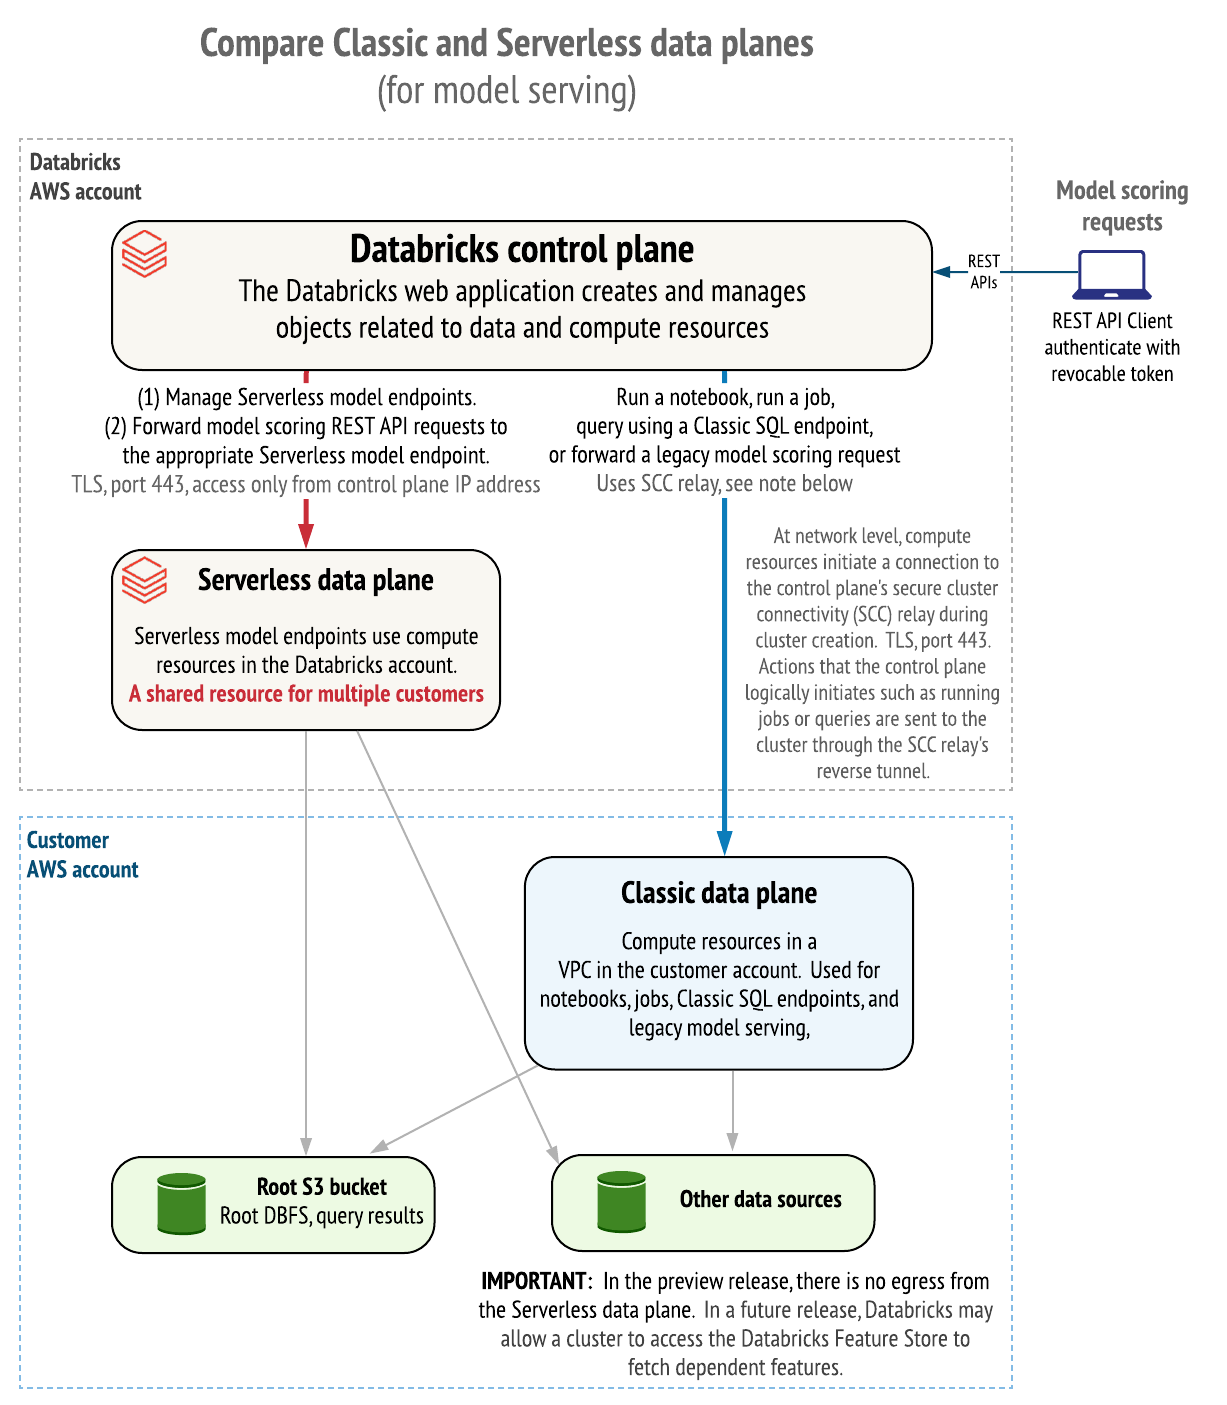 Compare Classic and Serverless data planes
(for model serving)
Databricks
AWS account
Model scoring
requests
Databricks control plane
The Databricks web application creates and manages
objects related to data and compute resources
REST
APIs
REST API Client
authenticate with
revocable token
(1) Manage Serverless model endpoints.
(2) Forward model scoring REST API requests to
the appropriate Serverless model endpoint.
TLS, port 443, access only from control plane IP address
Run a notebook, run a job,
query using a Classic SQL endpoint,
or forward a legacy model scoring request
Uses SCC relay, see note below
At network level, compute
resources initiate a connection to
the control plane's secure cluster
connectivity (SCC) relay during
cluster creation.  TLS, port 443.
Actions that the control plane
logically initiates such as running
jobs or queries are sent to the
cluster through the SCC relay's
reverse tunnel.
Serverless data plane
Serverless model endpoints use compute
resources in the Databricks account.
A shared resource for multiple customers
Customer
AWS account
Classic data plane
Compute resources in a
VPC in the customer account.  Used for
notebooks, jobs, Classic SQL endpoints, and
legacy model serving,
Root S3 bucket
Root DBFS, query results
Other data sources
IMPORTANT:  In the preview release, there is no egress from
the Serverless data plane.  In a future release, Databricks may
allow a cluster to access the Databricks Feature Store to
fetch dependent features.